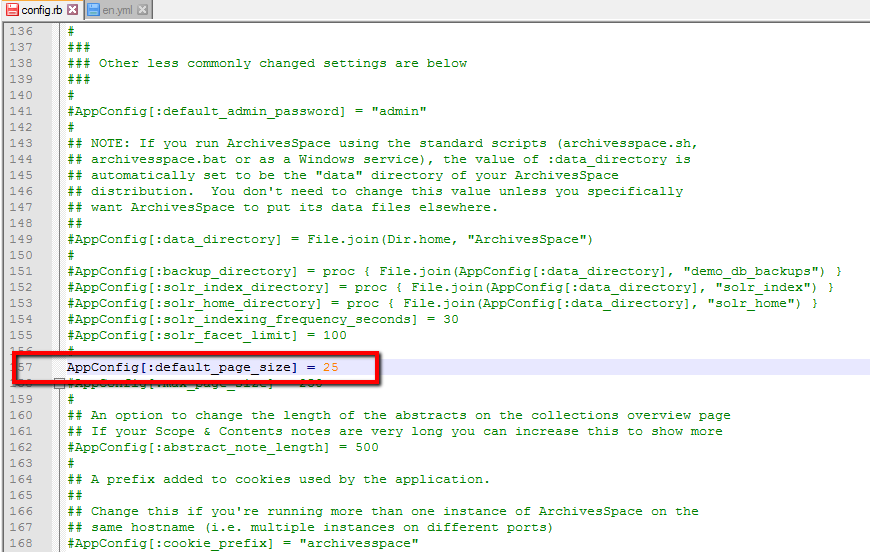 config.rb en.yml
136 #
137 ###
138 ### Other less commonly changed settings are below
139 ###
140 #
141 #AppConfig[:default_admin_password] = "admin"
142 #
143 ## NOTE: If you run ArchivesSpace using the standard scripts (archivesspace.sh,
144 ## archivesspace.bat or as a Windows service), the value of :data_directory is
145 ## automatically set to be the "data" directory of your ArchivesSpace
146 ## distribution.  You don't need to change this value unless you specifically
147 ## want ArchivesSpace to put its data files elsewhere.
148 ##
149 #AppConfig[:data_directory] = File.join(Dir.home, "ArchivesSpace")
150 #
151 #AppConfig[:backup_directory] = proc { File.join(AppConfig[:data_directory], "demo_db_backups") }
152 #AppConfig[:solr_index_directory] = proc { File.join(AppConfig[:data_directory], "solr_index") }
153 #AppConfig[:solr_home_directory] = proc { File.join(AppConfig[:data_directory], "solr_home") }
154 #AppConfig[:solr_indexing_frequency_seconds] = 30
155 #AppConfig[:solr_facet_limit] = 100
156 #
157 AppConfig[:default_page_size] = 25
158 #AppConfig[:max_page_size] = 250
159 #
160 ## An option to change the length of the abstracts on the collections overview page
161 ## If your Scope & Contents notes are very long you can increase this to show more
162 #AppConfig[:abstract_note_length] = 500
163 #
164 ## A prefix added to cookies used by the application.
165 ##
166 ## Change this if you're running more than one instance of ArchivesSpace on the
167 ## same hostname (i.e. multiple instances on different ports)
168 #AppConfig[:cookie_prefix] = "archivesspace"